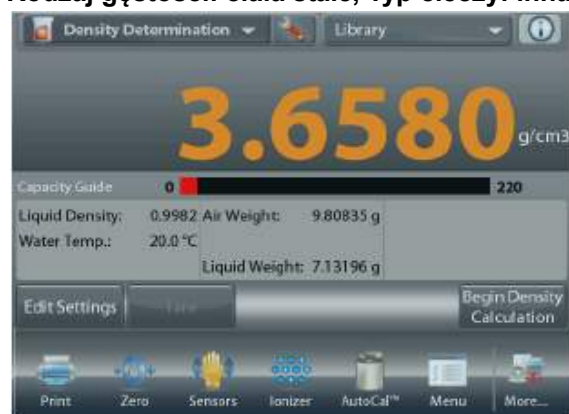 Density Determination Library
3.6580 g/cm3
Capacity Guide 0 220
Liquid Density: 0.9982 Air Weight: 9.80835 g
Water Temp.: 20.0 °C
Liquid Weight: 7.13196 g
Edit Settings Begin Density
Calculation
Print Zero Sensors Ionizer AutoCal™ Menu More...